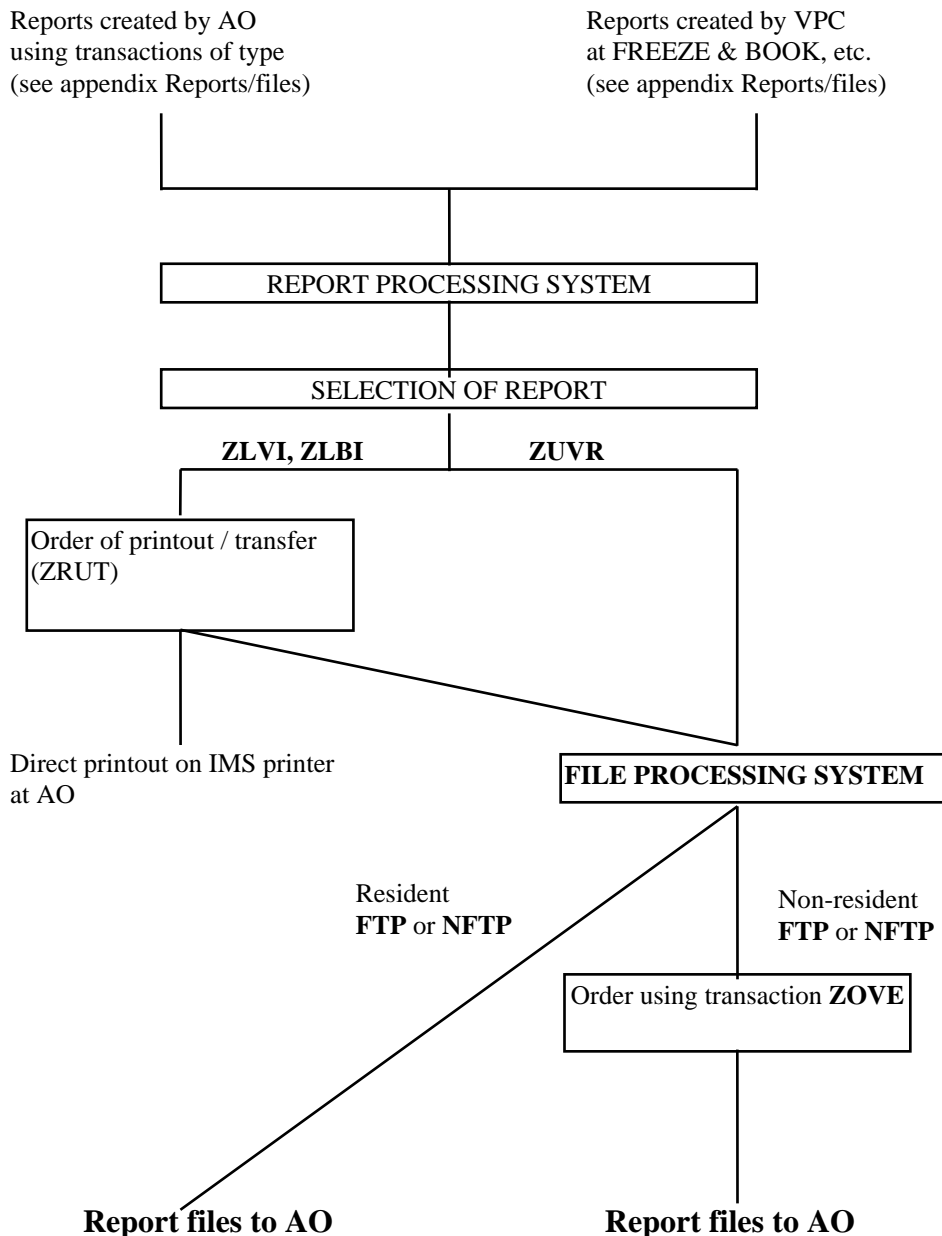 Reports created by AO
using transactions of type
(see appendix Reports/files)
Reports created by VPC
at FREEZE & BOOK, etc.
(see appendix Reports/files)
REPORT PROCESSING SYSTEM
SELECTION OF REPORT
ZLVI, ZLBI
ZUVR
Order of printout / transfer
(ZRUT)
Direct printout on IMS printer
at AO
FILE PROCESSING SYSTEM
Resident
FTP or NFTP
Non-resident
FTP or NFTP
Order using transaction ZOVE
Report files to AO
Report files to AO